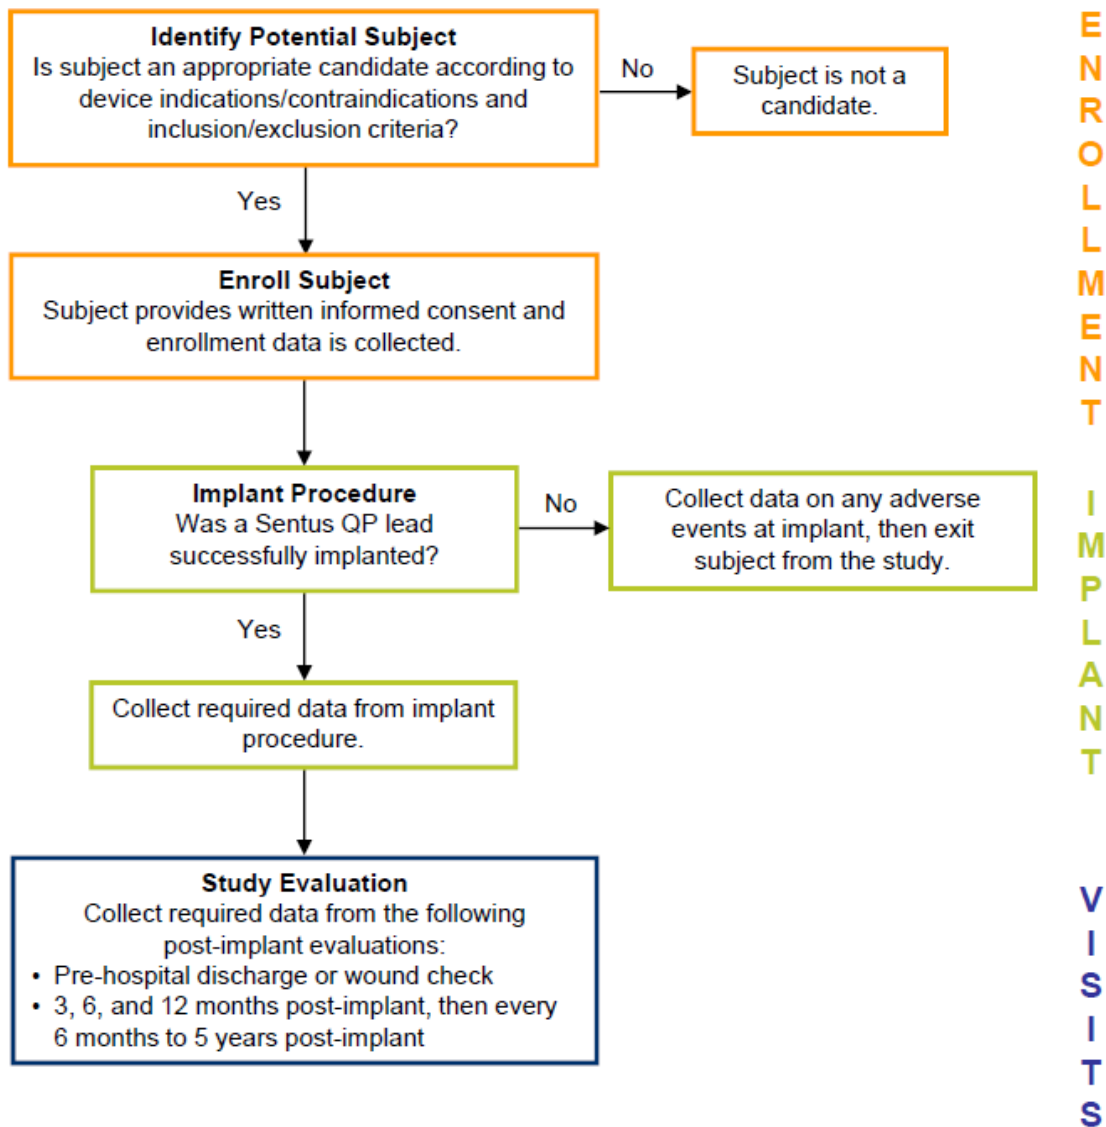 Identify Potential Subject
Is subject an appropriate candidate according to
device indications/contraindications and
inclusion/exclusion criteria?
No
Subject is not a
candidate.
Yes
Enroll Subject
Subject provides written informed consent and
enrollment data is collected.
Implant Procedure
Was a Sentus QP lead
successfully implanted?
No
Collect data on any adverse
events at implant, then exit
subject from the study.
Yes
Collect required data from implant
procedure.
Study Evaluation
Collect required data from the following
post-implant evaluations:
• Pre-hospital discharge or wound check
• 3, 6, and 12 months post-implant, then every
6 months to 5 years post-implant
ENROLLMENT
IMPLANT
VISITS